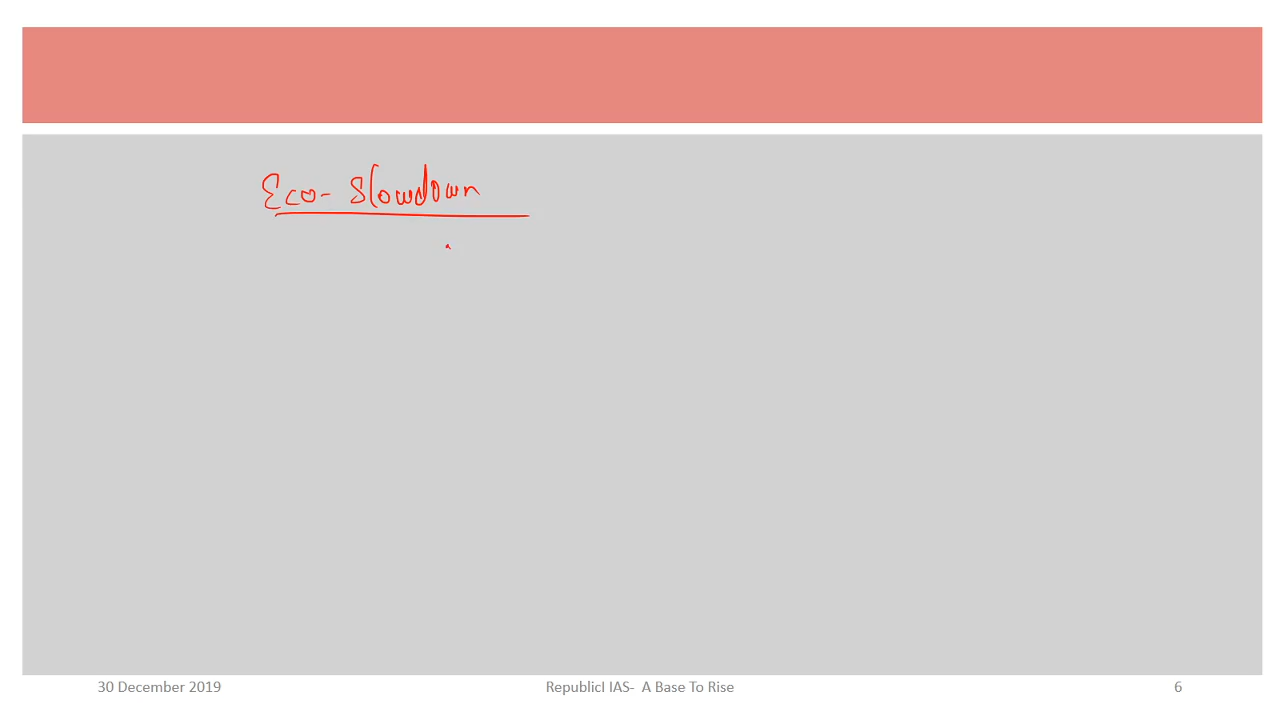 Eco- Slowdown
30 December 2019
RepublicI IAS- A Base To Rise
6